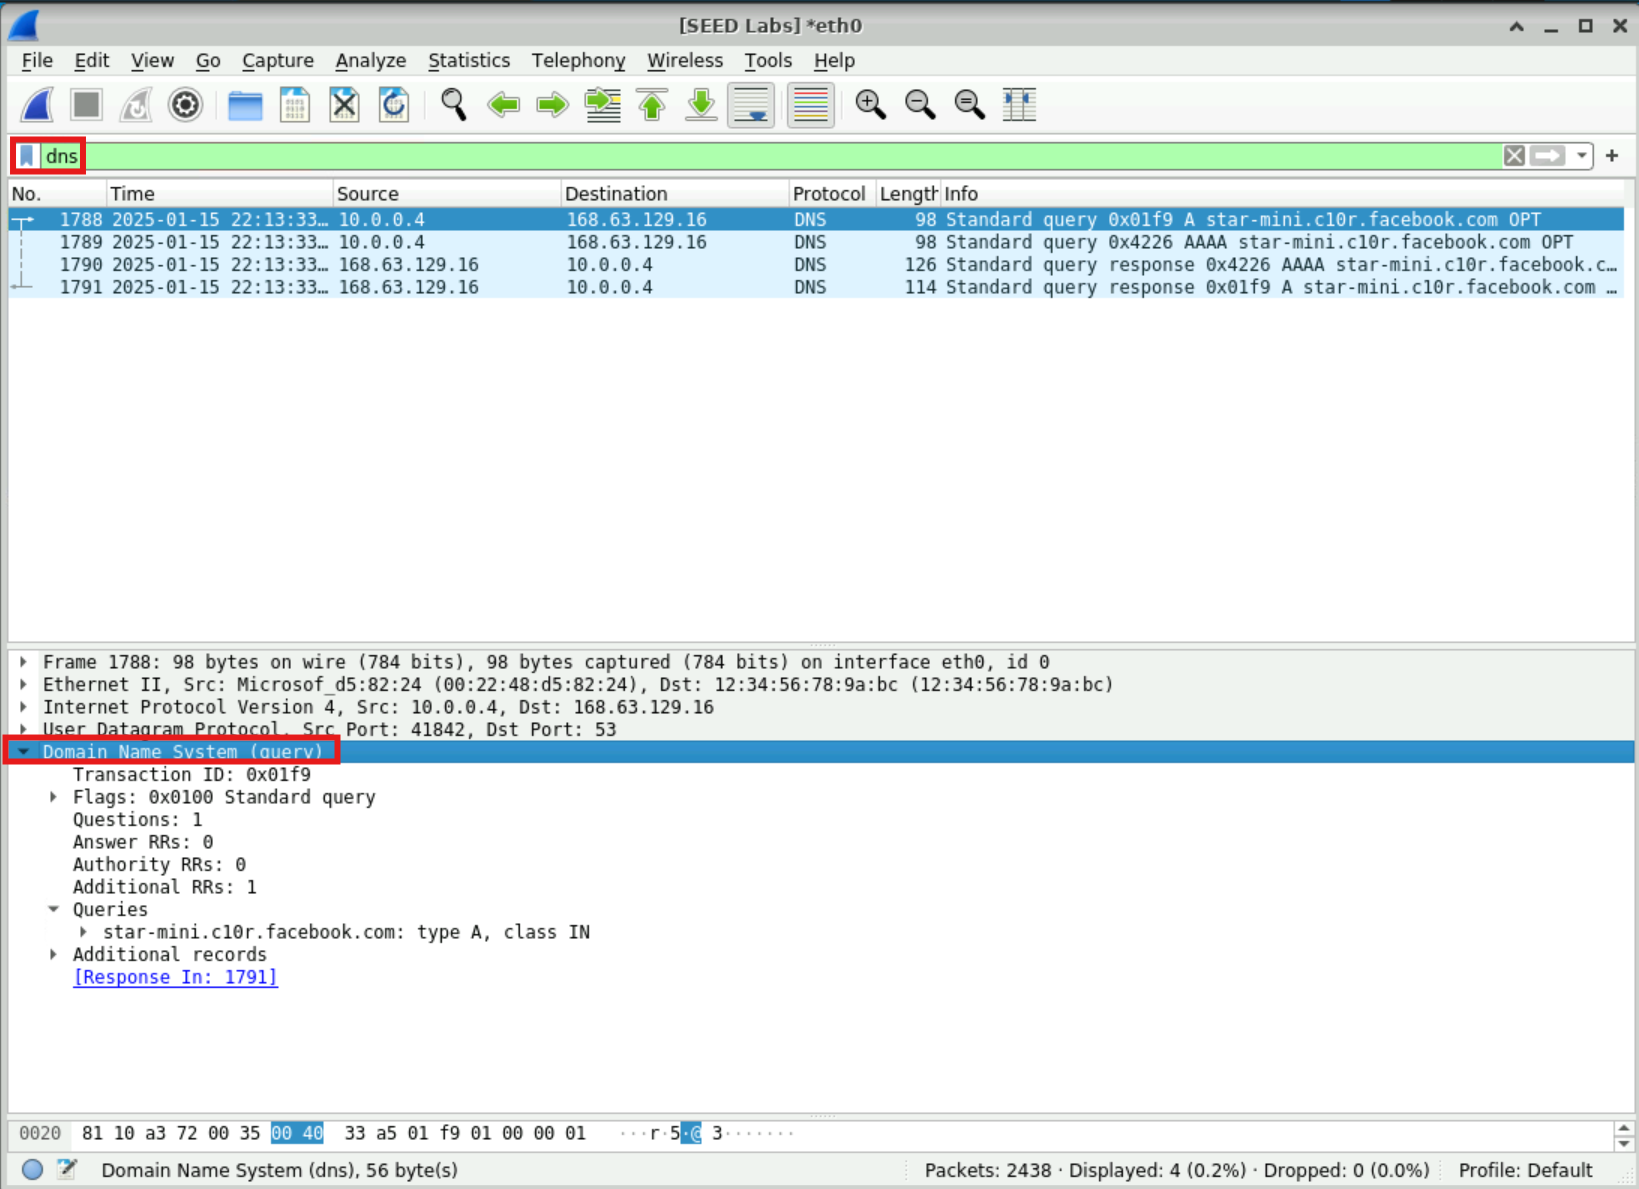 [SEED Labs] *eth0
File Edit View Go Capture Analyze Statistics Telephony Wireless Tools Help
dns
No. Time Source Destination Protocol Length Info
1788 2025-01-15 22:13:33… 10.0.0.4 168.63.129.16 DNS 98 Standard query 0x01f9 A star-mini.c10r.facebook.com OPT
1789 2025-01-15 22:13:33… 10.0.0.4 168.63.129.16 DNS 98 Standard query 0x4226 AAAA star-mini.c10r.facebook.com OPT
1790 2025-01-15 22:13:33… 168.63.129.16 10.0.0.4 DNS 126 Standard query response 0x4226 AAAA star-mini.c10r.facebook.c…
1791 2025-01-15 22:13:33… 168.63.129.16 10.0.0.4 DNS 114 Standard query response 0x01f9 A star-mini.c10r.facebook.com …
Frame 1788: 98 bytes on wire (784 bits), 98 bytes captured (784 bits) on interface eth0, id 0
Ethernet II, Src: Microsof_d5:82:24 (00:22:48:d5:82:24), Dst: 12:34:56:78:9a:bc (12:34:56:78:9a:bc)
Internet Protocol Version 4, Src: 10.0.0.4, Dst: 168.63.129.16
User Datagram Protocol, Src Port: 41842, Dst Port: 53
Domain Name System (query)
Transaction ID: 0x01f9
Flags: 0x0100 Standard query
Questions: 1
Answer RRs: 0
Authority RRs: 0
Additional RRs: 1
Queries
star-mini.c10r.facebook.com: type A, class IN
Additional records
[Response In: 1791]
0020 81 10 a3 72 00 35 00 40 33 a5 01 f9 01 00 00 01 ···r·5·@ 3·······
Domain Name System (dns), 56 byte(s) Packets: 2438 · Displayed: 4 (0.2%) · Dropped: 0 (0.0%) Profile: Default